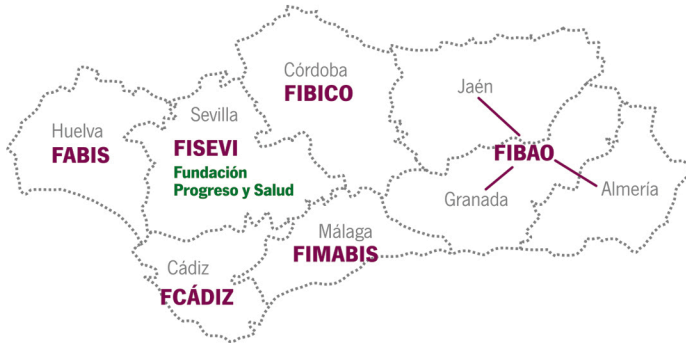 Huelva
FABIS
Sevilla
FISEVI
Fundación
Progreso y Salud
Córdoba
FIBICO
Jaén
FIBAO
Granada
Almería
Málaga
FIMABIS
Cádiz
FCÁDIZ